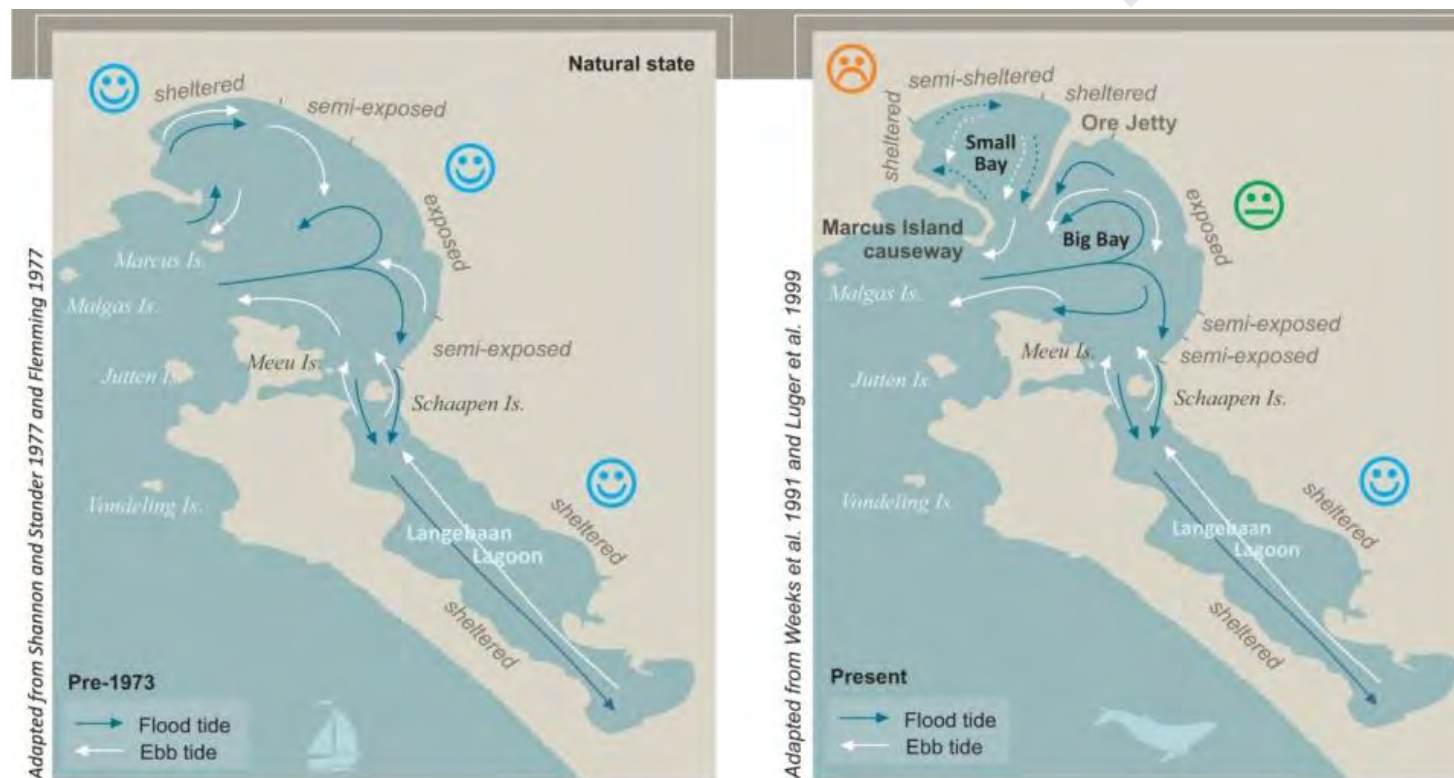 Adapted from Shannon and Stander 1977 and Flemming 1977
Natural state
sheltered
semi-exposed
exposed
Marcus Is.
Malgas Is.
semi-exposed
Meeu Is.
Jutten Is.
Schaapen Is.
Vondeling Is.
sheltered
Langebaan
Lagoon
sheltered
Pre-1973
Flood tide
Ebb tide
Adapted from Weeks et al. 1991 and Luger et al. 1999
semi-sheltered
sheltered
Ore Jetty
sheltered
Small
Bay
exposed
Marcus Island
causeway
Big Bay
Malgas Is.
semi-exposed
Meeu Is.
semi-exposed
Jutten Is
Schaapen Is.
Vondeling Is.
sheltered
Langebaan
Lagoon
sheltered
Present
Flood tide
Ebb tide